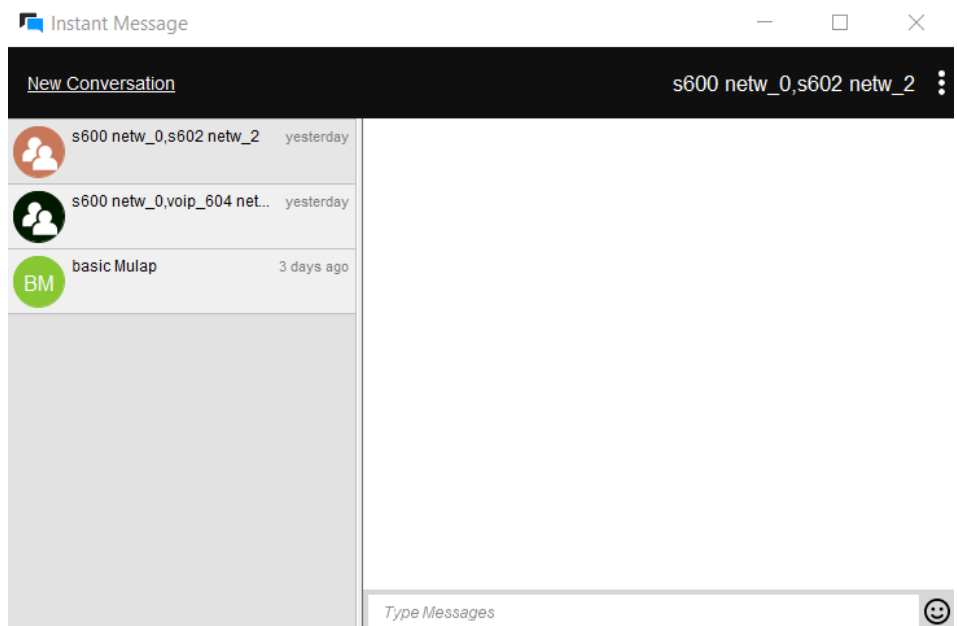 Instant Message
New Conversation
s600 netw_0,s602 netw_2
s600 netw_0,s602 netw_2 yesterday
s600 netw_0,voip_604 net... yesterday
basic Mulap 3 days ago
BM
Type Messages